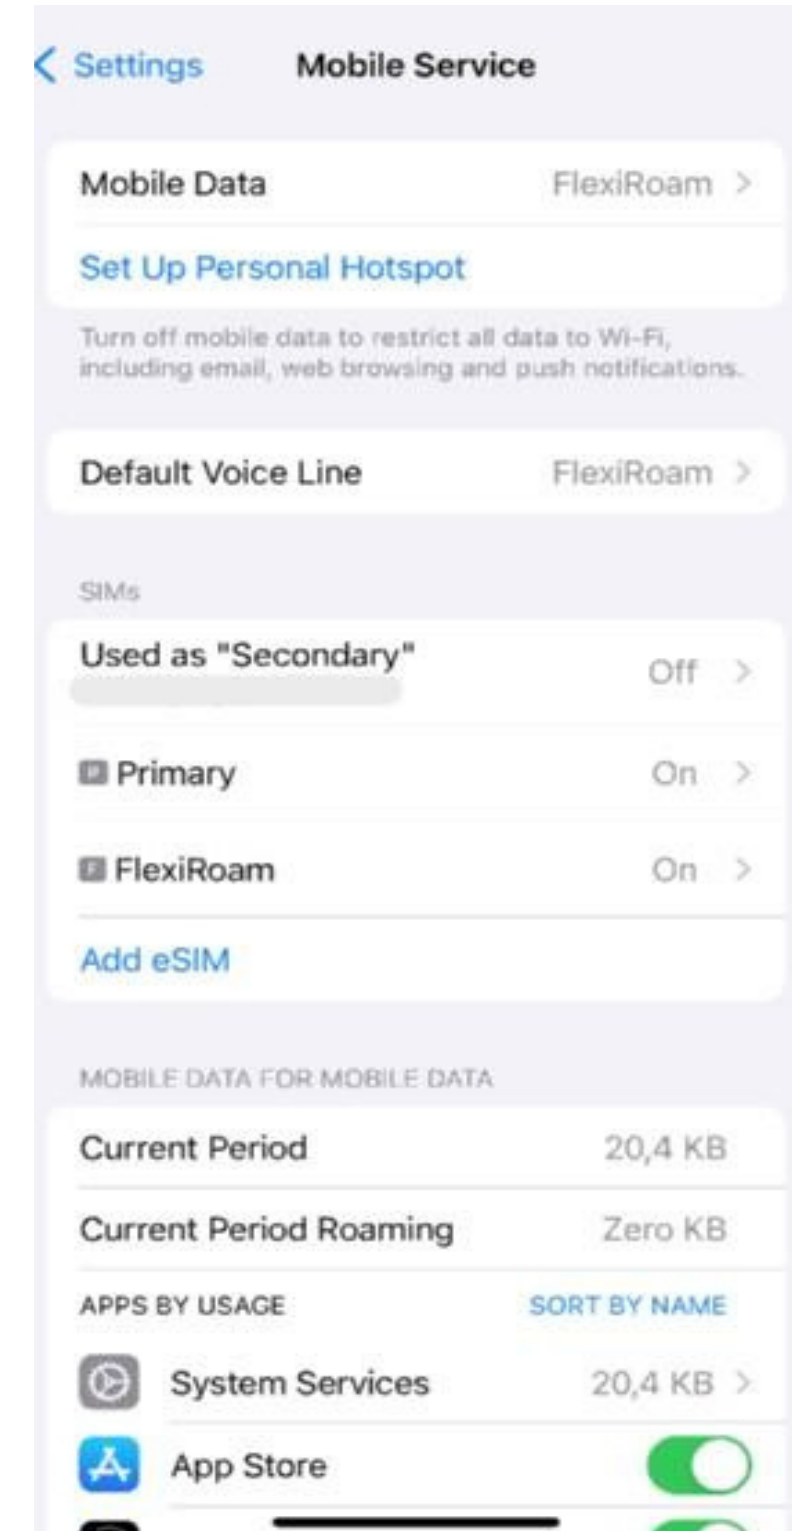 Settings
Mobile Service
Mobile Data
FlexiRoam
Set Up Personal Hotspot
Turn off mobile data to restrict all data to Wi-Fi,
including email, web browsing and push notifications.
Default Voice Line
FlexiRoam
SIMs
Used as "Secondary"
Off
P Primary
On
F FlexiRoam
On
Add eSIM
MOBILE DATA FOR MOBILE DATA
Current Period
20,4 KB
Current Period Roaming
Zero KB
APPS BY USAGE
SORT BY NAME
System Services
20,4 KB
App Store